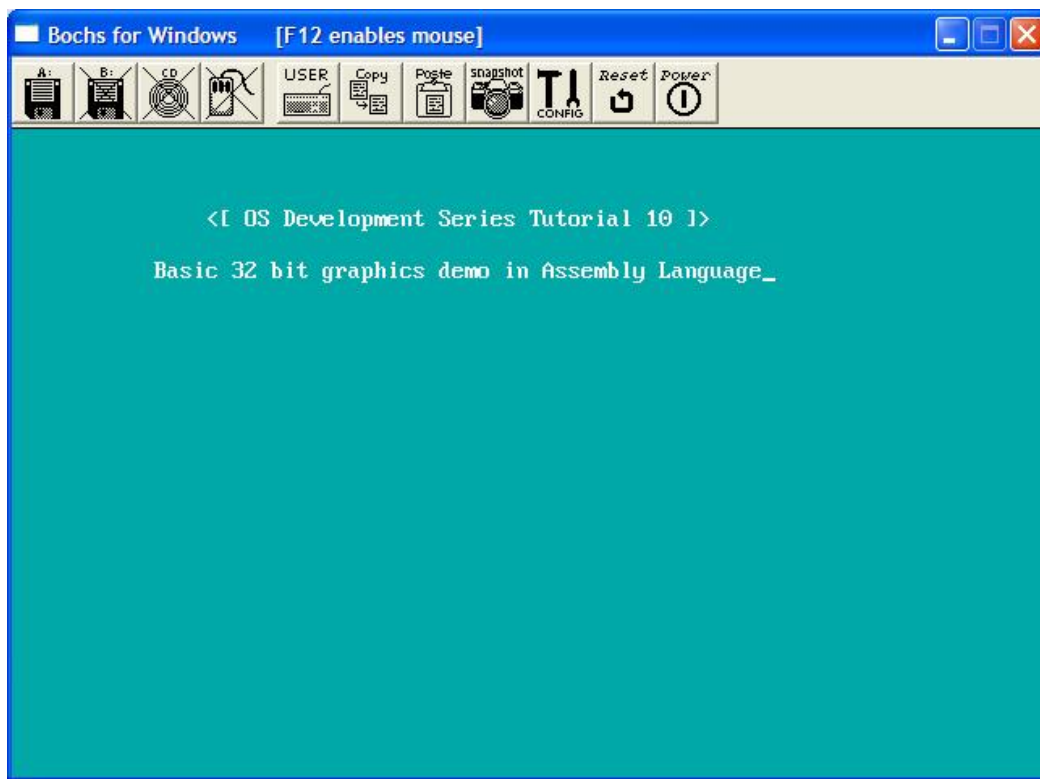 Bochs for Windows [F12 enables mouse]
A: B: CD USER Copy Paste snapshot CONFIG Reset Power
<[ OS Development Series Tutorial 10 ]>
Basic 32 bit graphics demo in Assembly Language_